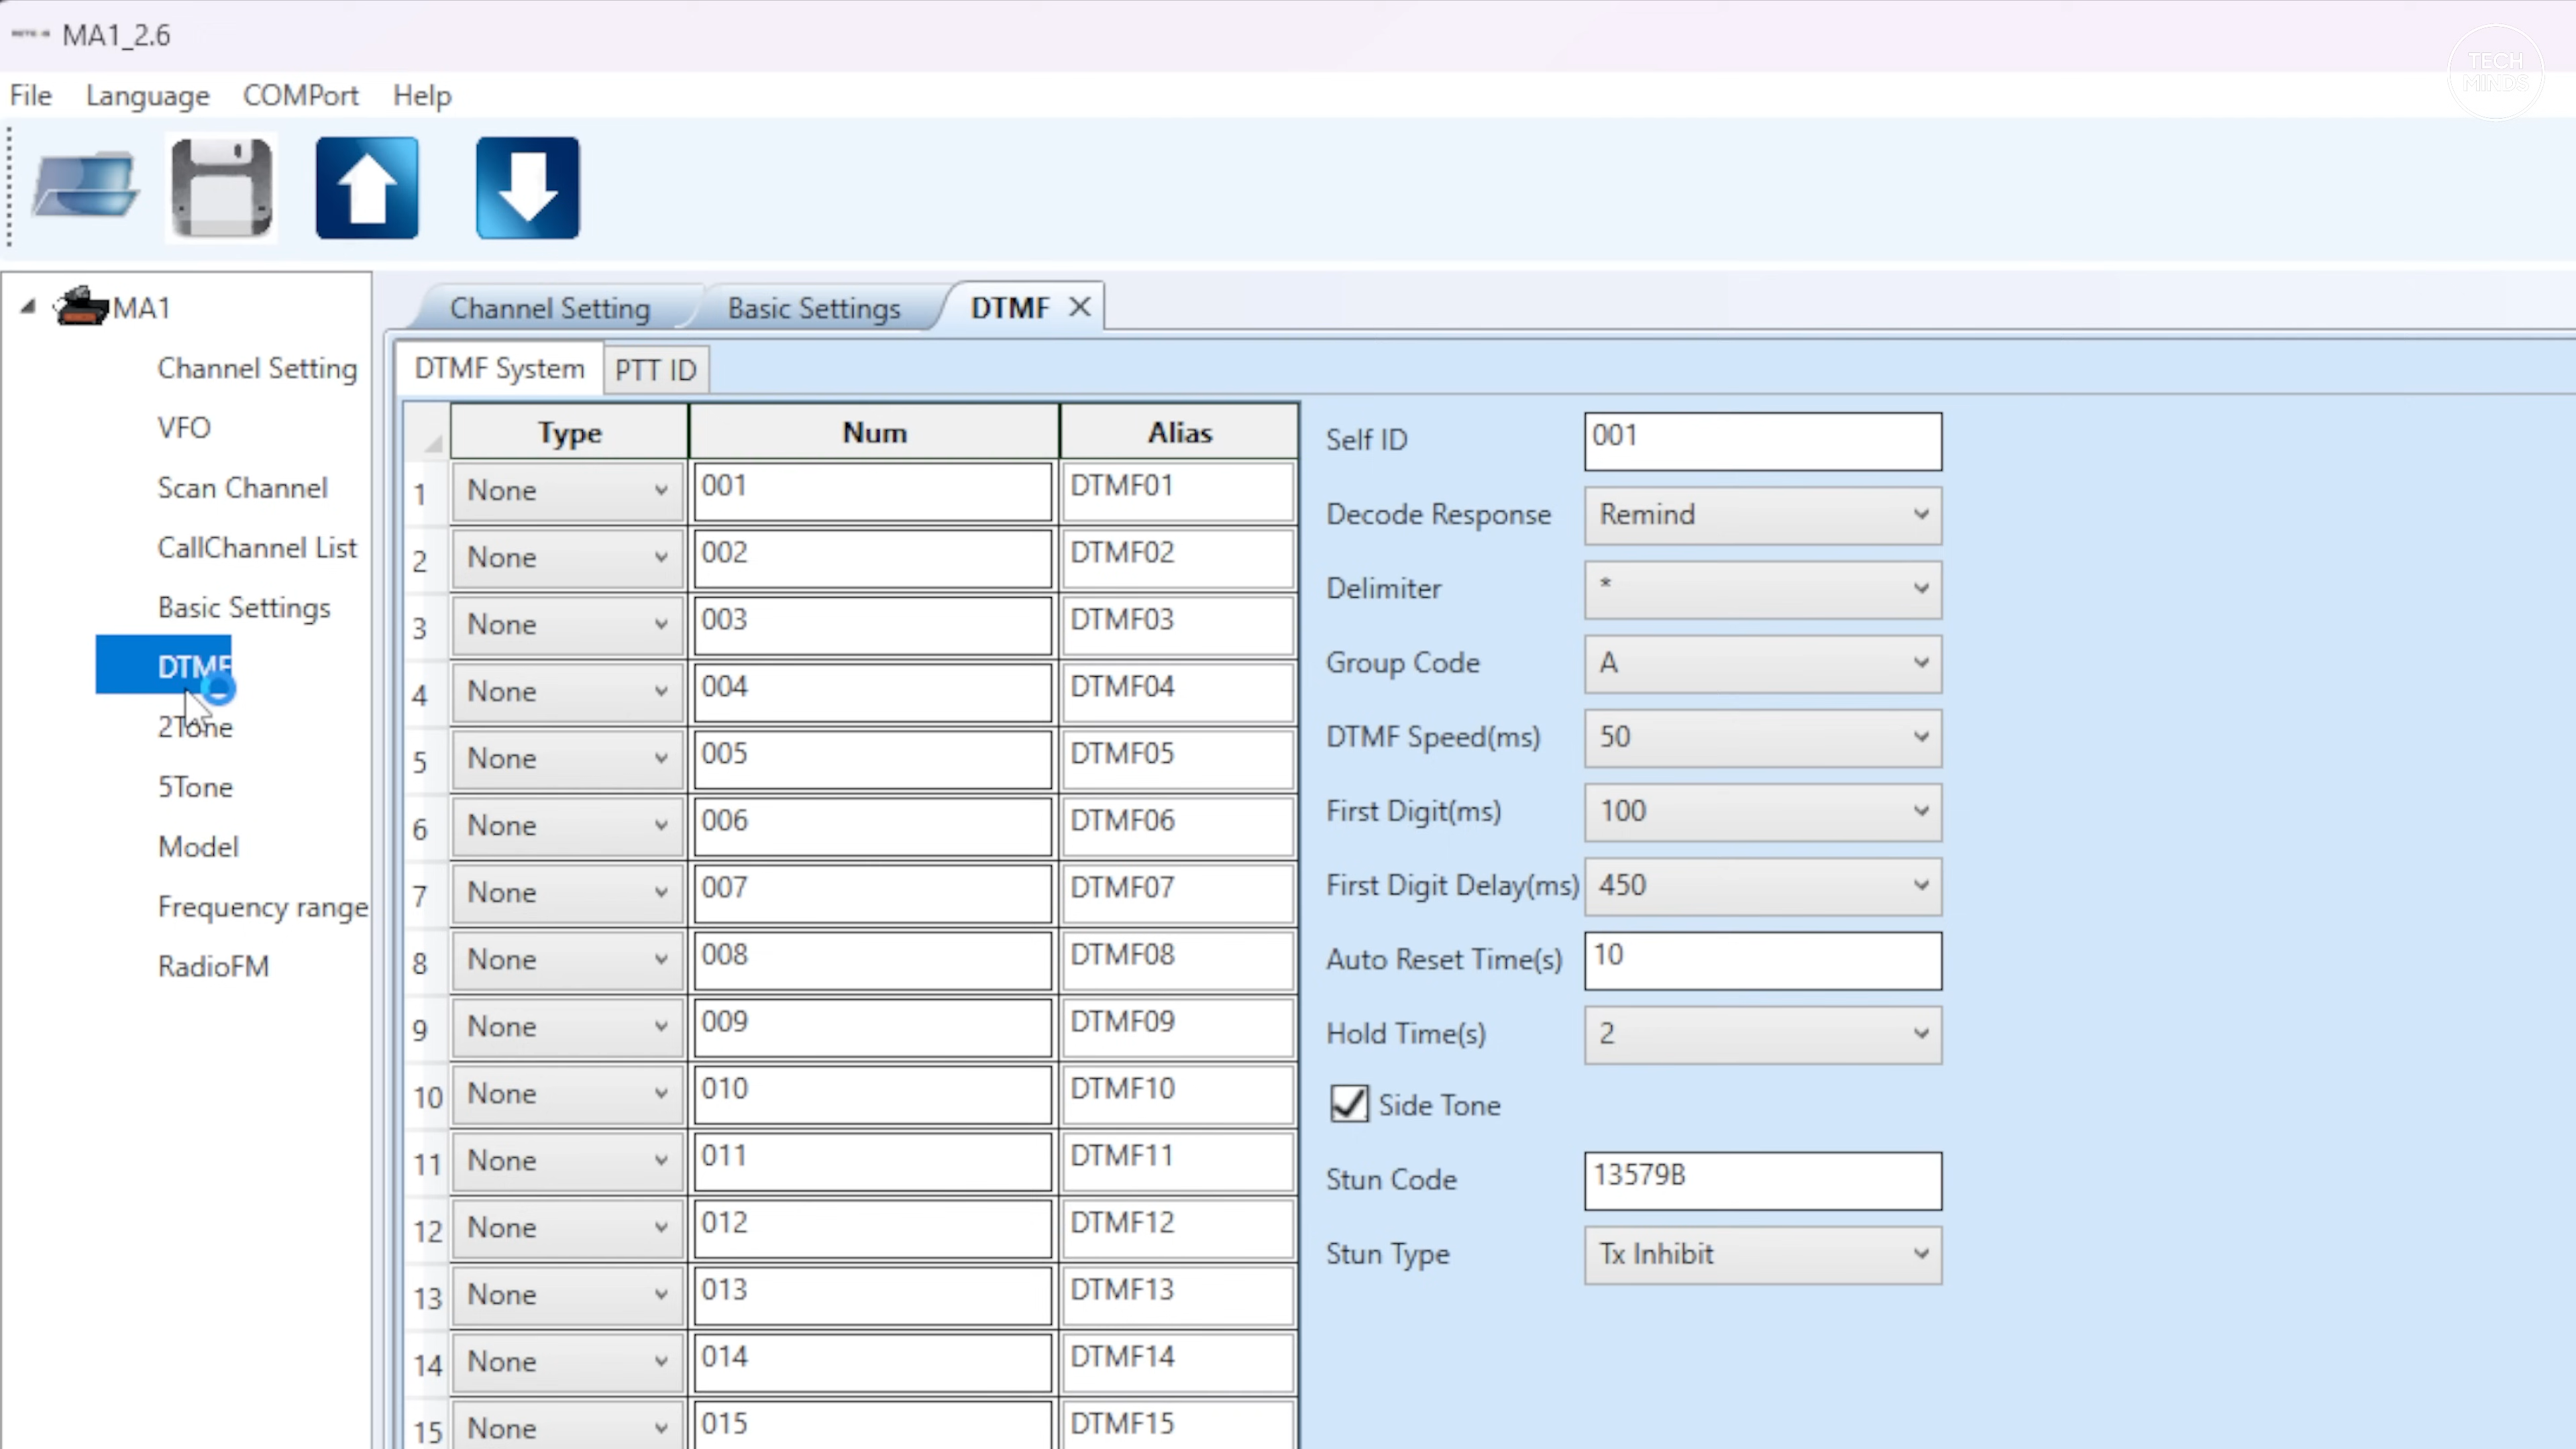 MA1_2.6
TECH
MINDS
File Language COMPort Help
MA1
Channel Setting
VFO
Scan Channel
CallChannel List
Basic Settings
DTMF
2Tone
5Tone
Model
Frequency range
RadioFM
Channel Setting Basic Settings DTMF
DTMF System PTT ID
Type Num Alias
1 None 001 DTMF01
2 None 002 DTMF02
3 None 003 DTMF03
4 None 004 DTMF04
5 None 005 DTMF05
6 None 006 DTMF06
7 None 007 DTMF07
8 None 008 DTMF08
9 None 009 DTMF09
10 None 010 DTMF10
11 None 011 DTMF11
12 None 012 DTMF12
13 None 013 DTMF13
14 None 014 DTMF14
15 None 015 DTMF15
Self ID 001
Decode Response Remind
Delimiter *
Group Code A
DTMF Speed(ms) 50
First Digit(ms) 100
First Digit Delay(ms) 450
Auto Reset Time(s) 10
Hold Time(s) 2
Side Tone
Stun Code 13579B
Stun Type Tx Inhibit